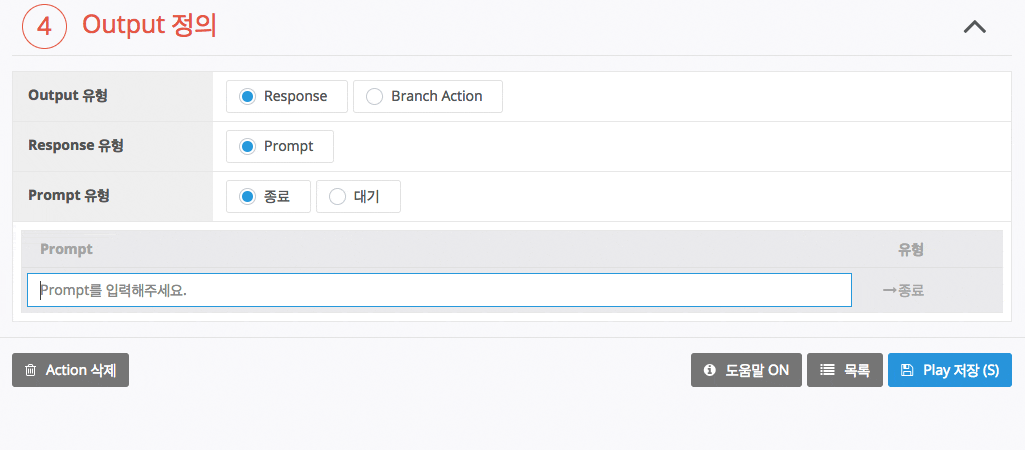 4 Output 정의
Output 유형 Response Branch Action
Response 유형 Prompt
Prompt 유형 종료 대기
Prompt 유형
Prompt를 입력해주세요. →종료
Action 삭제 도움말 ON 목록 Play 저장 (S)